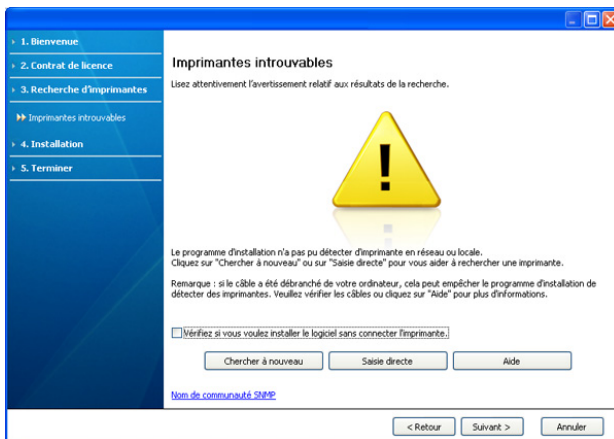 1. Bienvenue
2. Contrat de licence
3. Recherche d'imprimantes
Imprimantes introuvables
4. Installation
5. Terminer
Imprimantes introuvables
Lisez attentivement l'avertissement relatif aux résultats de la recherche.
Le programme d'installation n'a pas pu détecter d'imprimante en réseau ou locale.
Cliquez sur "Chercher à nouveau" ou sur "Saisie directe" pour vous aider à rechercher une imprimante.
Remarque : si le câble a été débranché de votre ordinateur, cela peut empêcher le programme d'installation de
détecter des imprimantes. Veuillez vérifier les câbles ou cliquez sur "Aide" pour plus d'informations.
Vérifiez si vous voulez installer le logiciel sans connecter l'imprimante.
Chercher à nouveau
Saisie directe
Aide
Nom de communauté SNMP
< Retour
Suivant >
Annuler